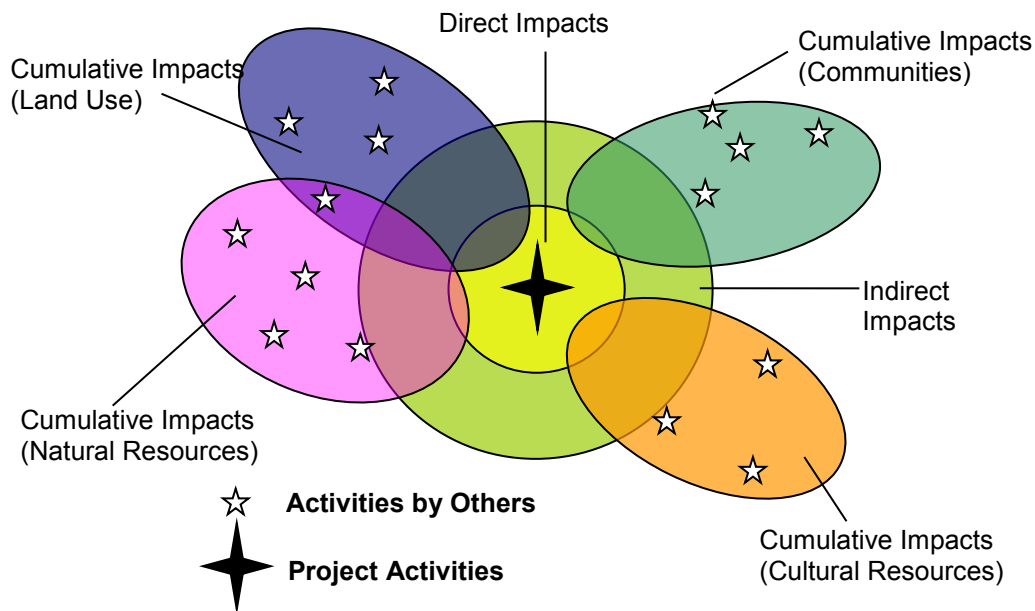 Direct Impacts
Cumulative Impacts
(Land Use)
Cumulative Impacts
(Communities)
Indirect
Impacts
Cumulative Impacts
(Natural Resources)
Activities by Others
Project Activities
Cumulative Impacts
(Cultural Resources)